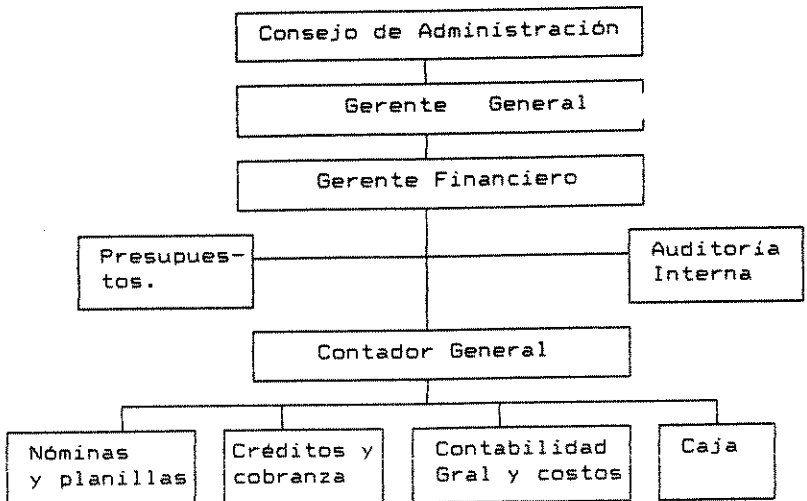 Consejo de Administración
Gerente General
Gerente Financiero
Presupues-
tos.
Auditoría
Interna
Contador General
Nóminas
y planillas
Créditos y
cobranza
Contabilidad
Gral y costos
Caja